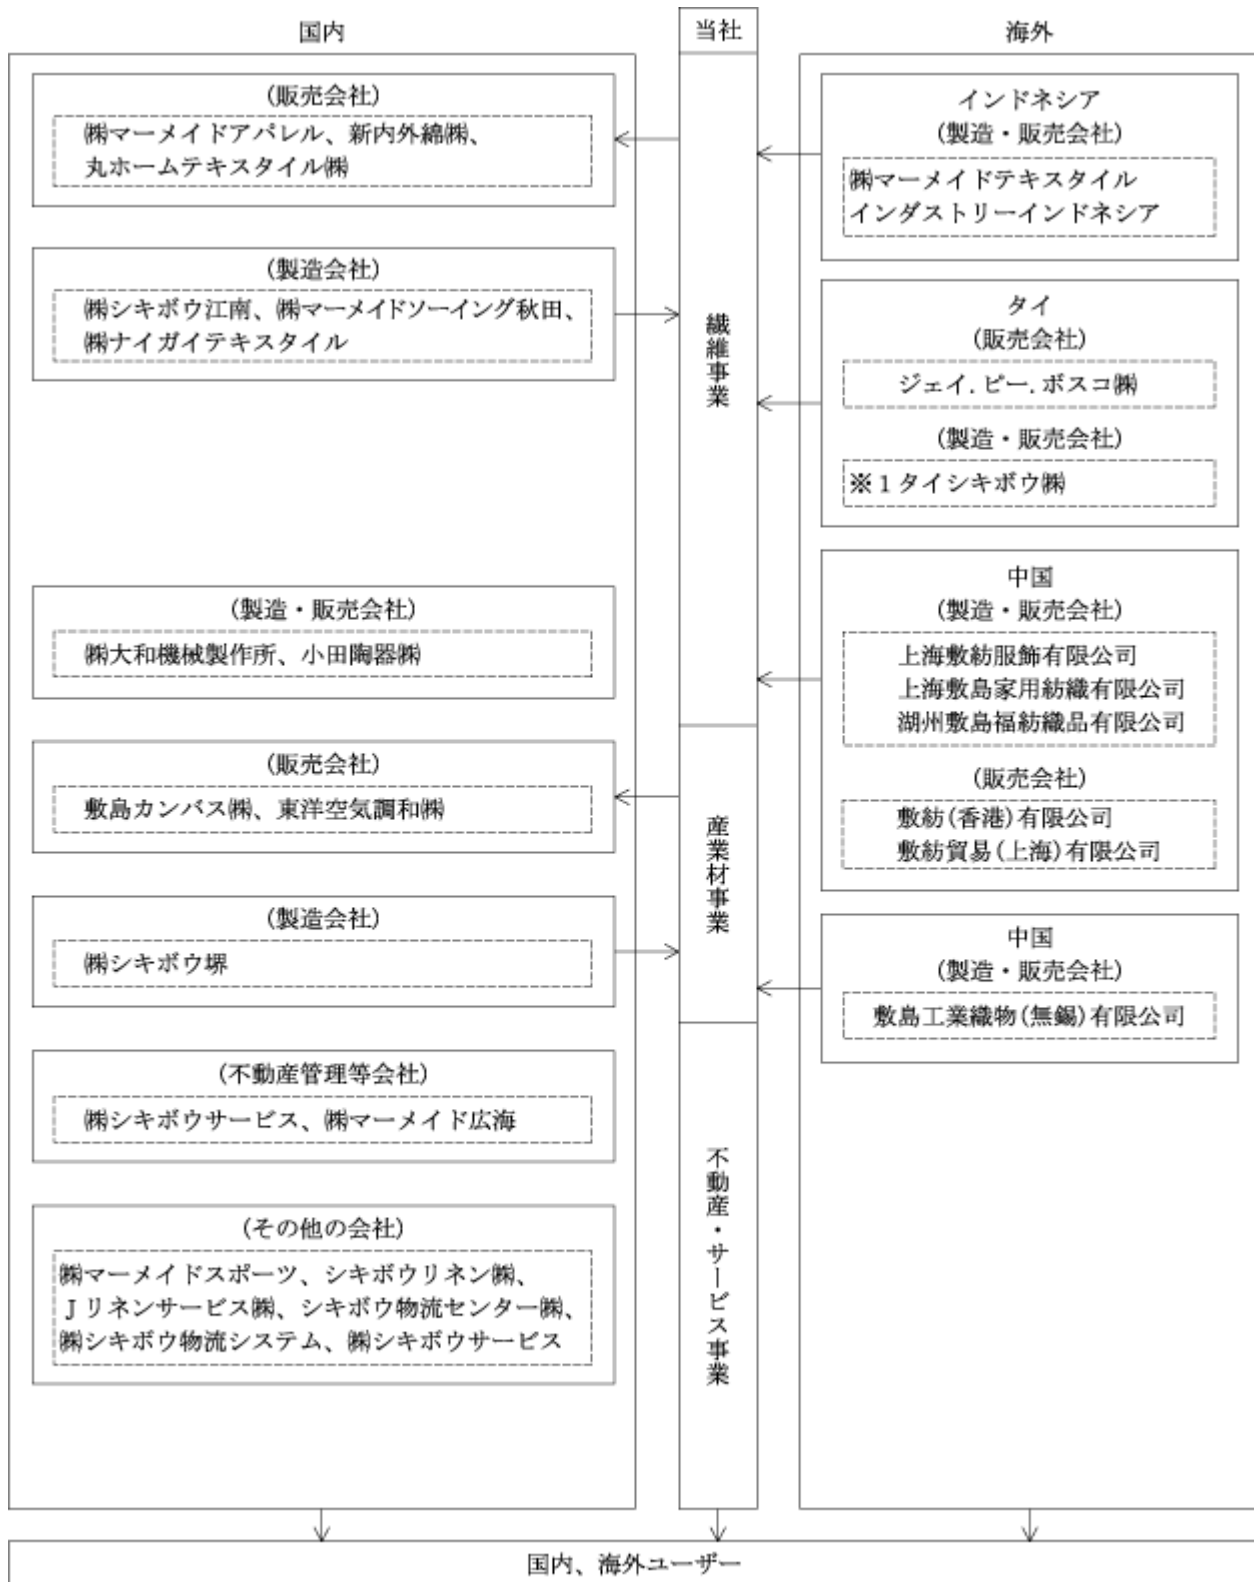 国内
当社
海外
(販売会社)
㈱マーメイドアパレル、新内外綿㈱、
丸ホームテキスタイル㈱
(製造会社)
㈱シキボウ江南、㈱マーメイドソーイング秋田、
㈱ナイガイテキスタイル
(製造・販売会社)
㈱大和機械製作所、小田陶器㈱
(販売会社)
敷島カンバス㈱、東洋空気調和㈱
(製造会社)
㈱シキボウ堺
(不動産管理等会社)
㈱シキボウサービス、㈱マーメイド広海
(その他の会社)
㈱マーメイドスポーツ、シキボウリネン㈱、
Ｊリネンサービス㈱、シキボウ物流センター㈱、
㈱シキボウ物流システム、㈱シキボウサービス
繊維事業
産業材事業
不動産・サービス事業
インドネシア
(製造・販売会社)
㈱マーメイドテキスタイル
インダストリーインドネシア
タイ
(販売会社)
ジェイ.ピー.ボスコ㈱
(製造・販売会社)
※１タイシキボウ㈱
中国
(製造・販売会社)
上海敷紡服飾有限公司
上海敷島家用紡織有限公司
湖州敷島福紡織品有限公司
(販売会社)
敷紡(香港)有限公司
敷紡貿易(上海)有限公司
中国
(製造・販売会社)
敷島工業織物(無錫)有限公司
国内、海外ユーザー